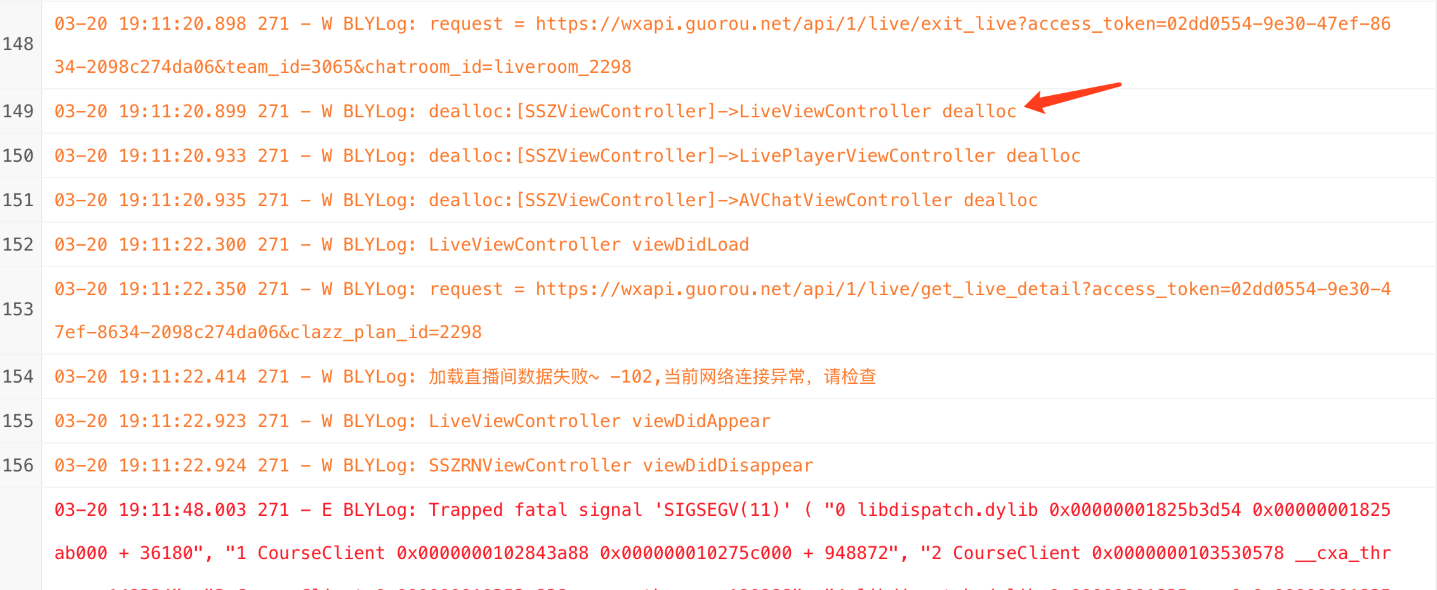 148
03-20 19:11:20.898 271 – W BLYLog: request = https://wxapi.guorou.net/api/1/live/exit_live?access_token=02dd0554-9e30-47ef-86
34-2098c274da06&team_id=3065&chatroom_id=liveroom_2298
149 03-20 19:11:20.899 271 – W BLYLog: dealloc:[SSZViewController]->LiveViewController dealloc
150 03-20 19:11:20.933 271 – W BLYLog: dealloc:[SSZViewController]->LivePlayerViewController dealloc
151 03-20 19:11:20.935 271 – W BLYLog: dealloc:[SSZViewController]->AVChatViewController dealloc
152 03-20 19:11:22.300 271 – W BLYLog: LiveViewController viewDidLoad
153
03-20 19:11:22.350 271 – W BLYLog: request = https://wxapi.guorou.net/api/1/live/get_live_detail?access_token=02dd0554-9e30-4
7ef-8634-2098c274da06&clazz_plan_id=2298
154 03-20 19:11:22.414 271 – W BLYLog: 加载直播间数据失败~ -102,当前网络连接异常，请检查
155 03-20 19:11:22.923 271 – W BLYLog: LiveViewController viewDidAppear
156 03-20 19:11:22.924 271 – W BLYLog: SSZRNViewController viewDidDisappear
03-20 19:11:48.003 271 – E BLYLog: Trapped fatal signal 'SIGSEGV(11)' ( "0 libdispatch.dylib 0x00000001825b3d54 0x00000001825
ab000 + 36180", "1 CourseClient 0x0000000102843a88 0x000000010275c000 + 948872", "2 CourseClient 0x0000000103530578 __cxa_thr